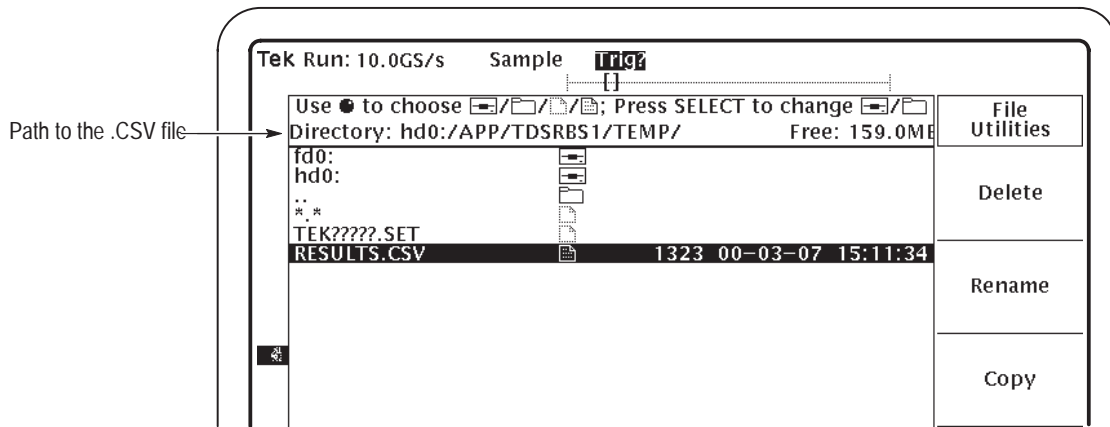 Tek Run: 10.0GS/s Sample Trig?
[]
Use to choose / / / ; Press SELECT to change /
Path to the .CSV file
Directory: hd0:/APP/TDSRBS1/TEMP/ Free: 159.0M
File
Utilities
fd0:
hd0:
..
*.*
TEK?????.SET
RESULTS.CSV 1323 00-03-07 15:11:34
Delete
Rename
Copy